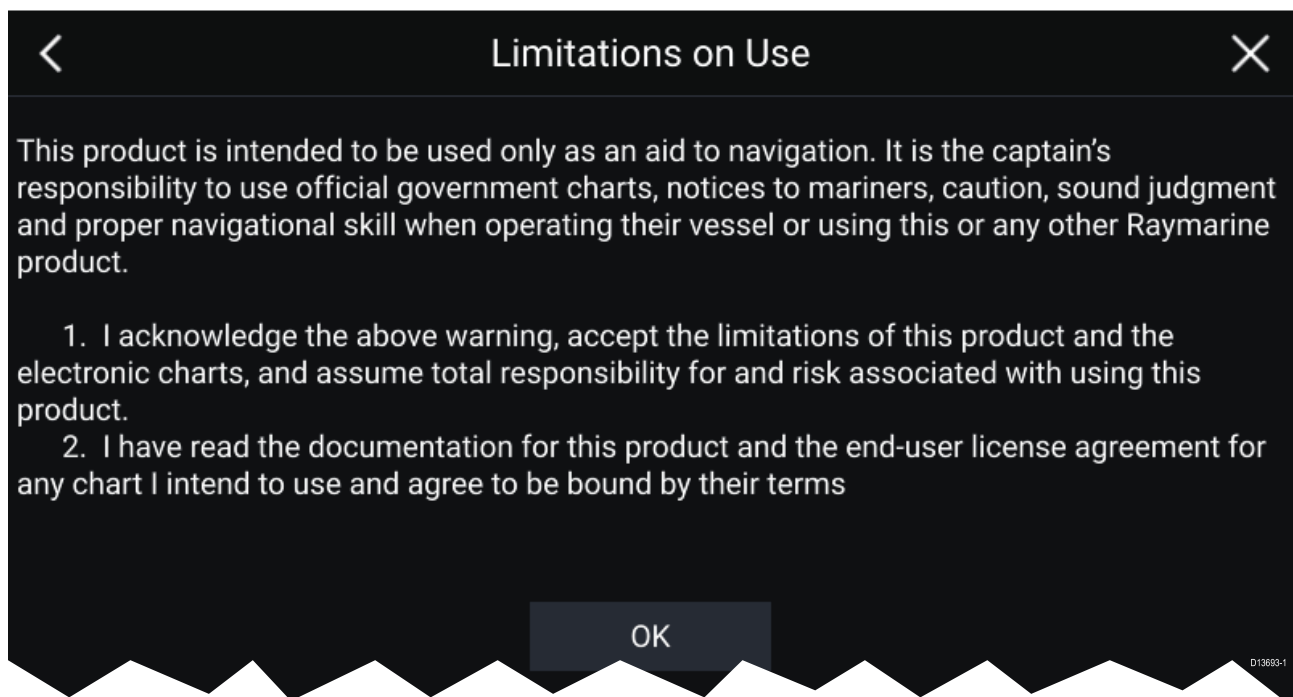 Limitations on Use
This product is intended to be used only as an aid to navigation. It is the captain’s
responsibility to use official government charts, notices to mariners, caution, sound judgment
and proper navigational skill when operating their vessel or using this or any other Raymarine
product.
1. I acknowledge the above warning, accept the limitations of this product and the
electronic charts, and assume total responsibility for and risk associated with using this
product.
2. I have read the documentation for this product and the end-user license agreement for
any chart I intend to use and agree to be bound by their terms
OK
D13693-1